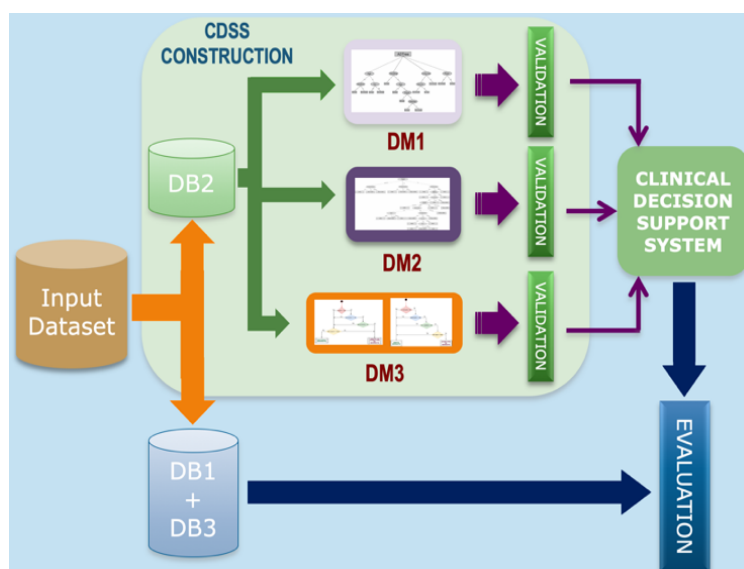 CDSS
CONSTRUCTION
DM1
VALIDATION
DB2
DM2
VALIDATION
CLINICAL
DECISION
SUPPORT
SYSTEM
Input
Dataset
DM3
VALIDATION
DB1
+
DB3
EVALUATION